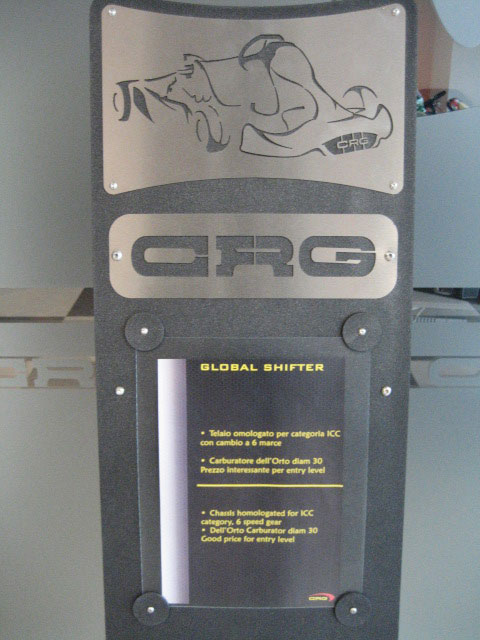 CRG
CRG
GLOBAL SHIFTER
• Telaio omologato per categoria ICC
con cambio a 6 marce
• Carburatore dell'Orto diam 30
Prezzo interessante per entry level
• Chassis homologated for ICC
category, 6 speed gear
• Dell'Orto Carburator diam 30
Good price for entry level
CRG